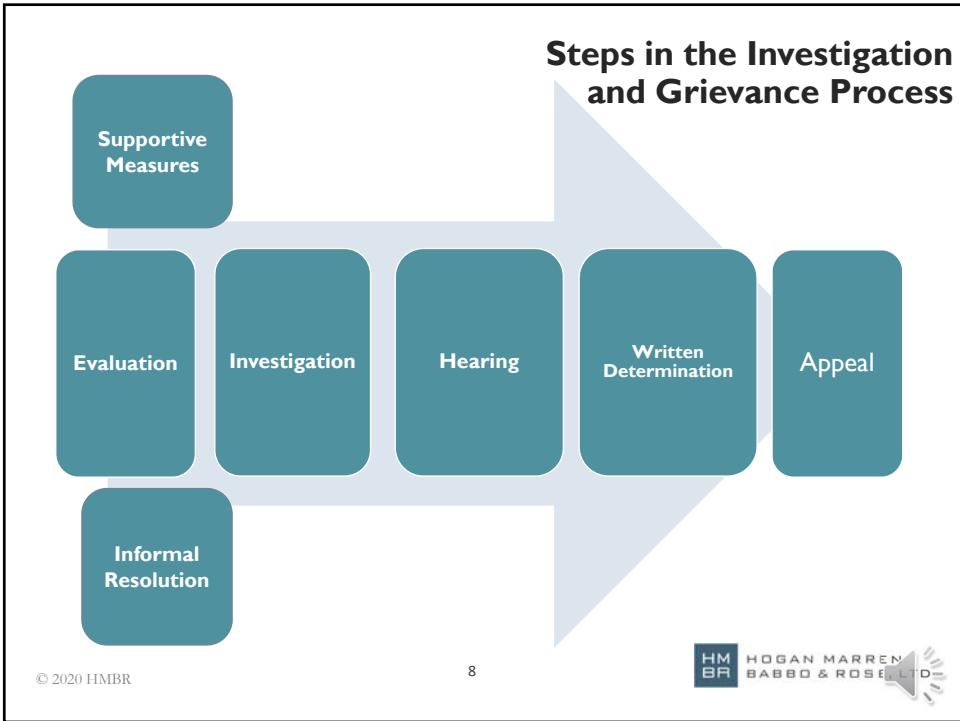 Steps in the Investigation
and Grievance Process
Supportive
Measures
Evaluation
Investigation
Hearing
Written
Determination
Appeal
Informal
Resolution
© 2020 HMBR
8
HM
BR
HOGAN MARREN
BABBO & ROSE, LTD